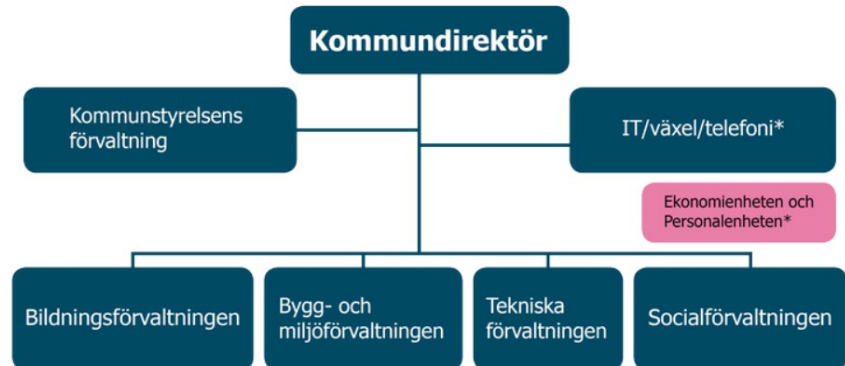 Kommundirektör
Kommunstyrelsens
förvaltning
IT/växel/telefoni*
Ekonomienheten och
Personalenheten*
Bildningsförvaltningen
Bygg- och
miljöförvaltningen
Tekniska
förvaltningen
Socialförvaltningen